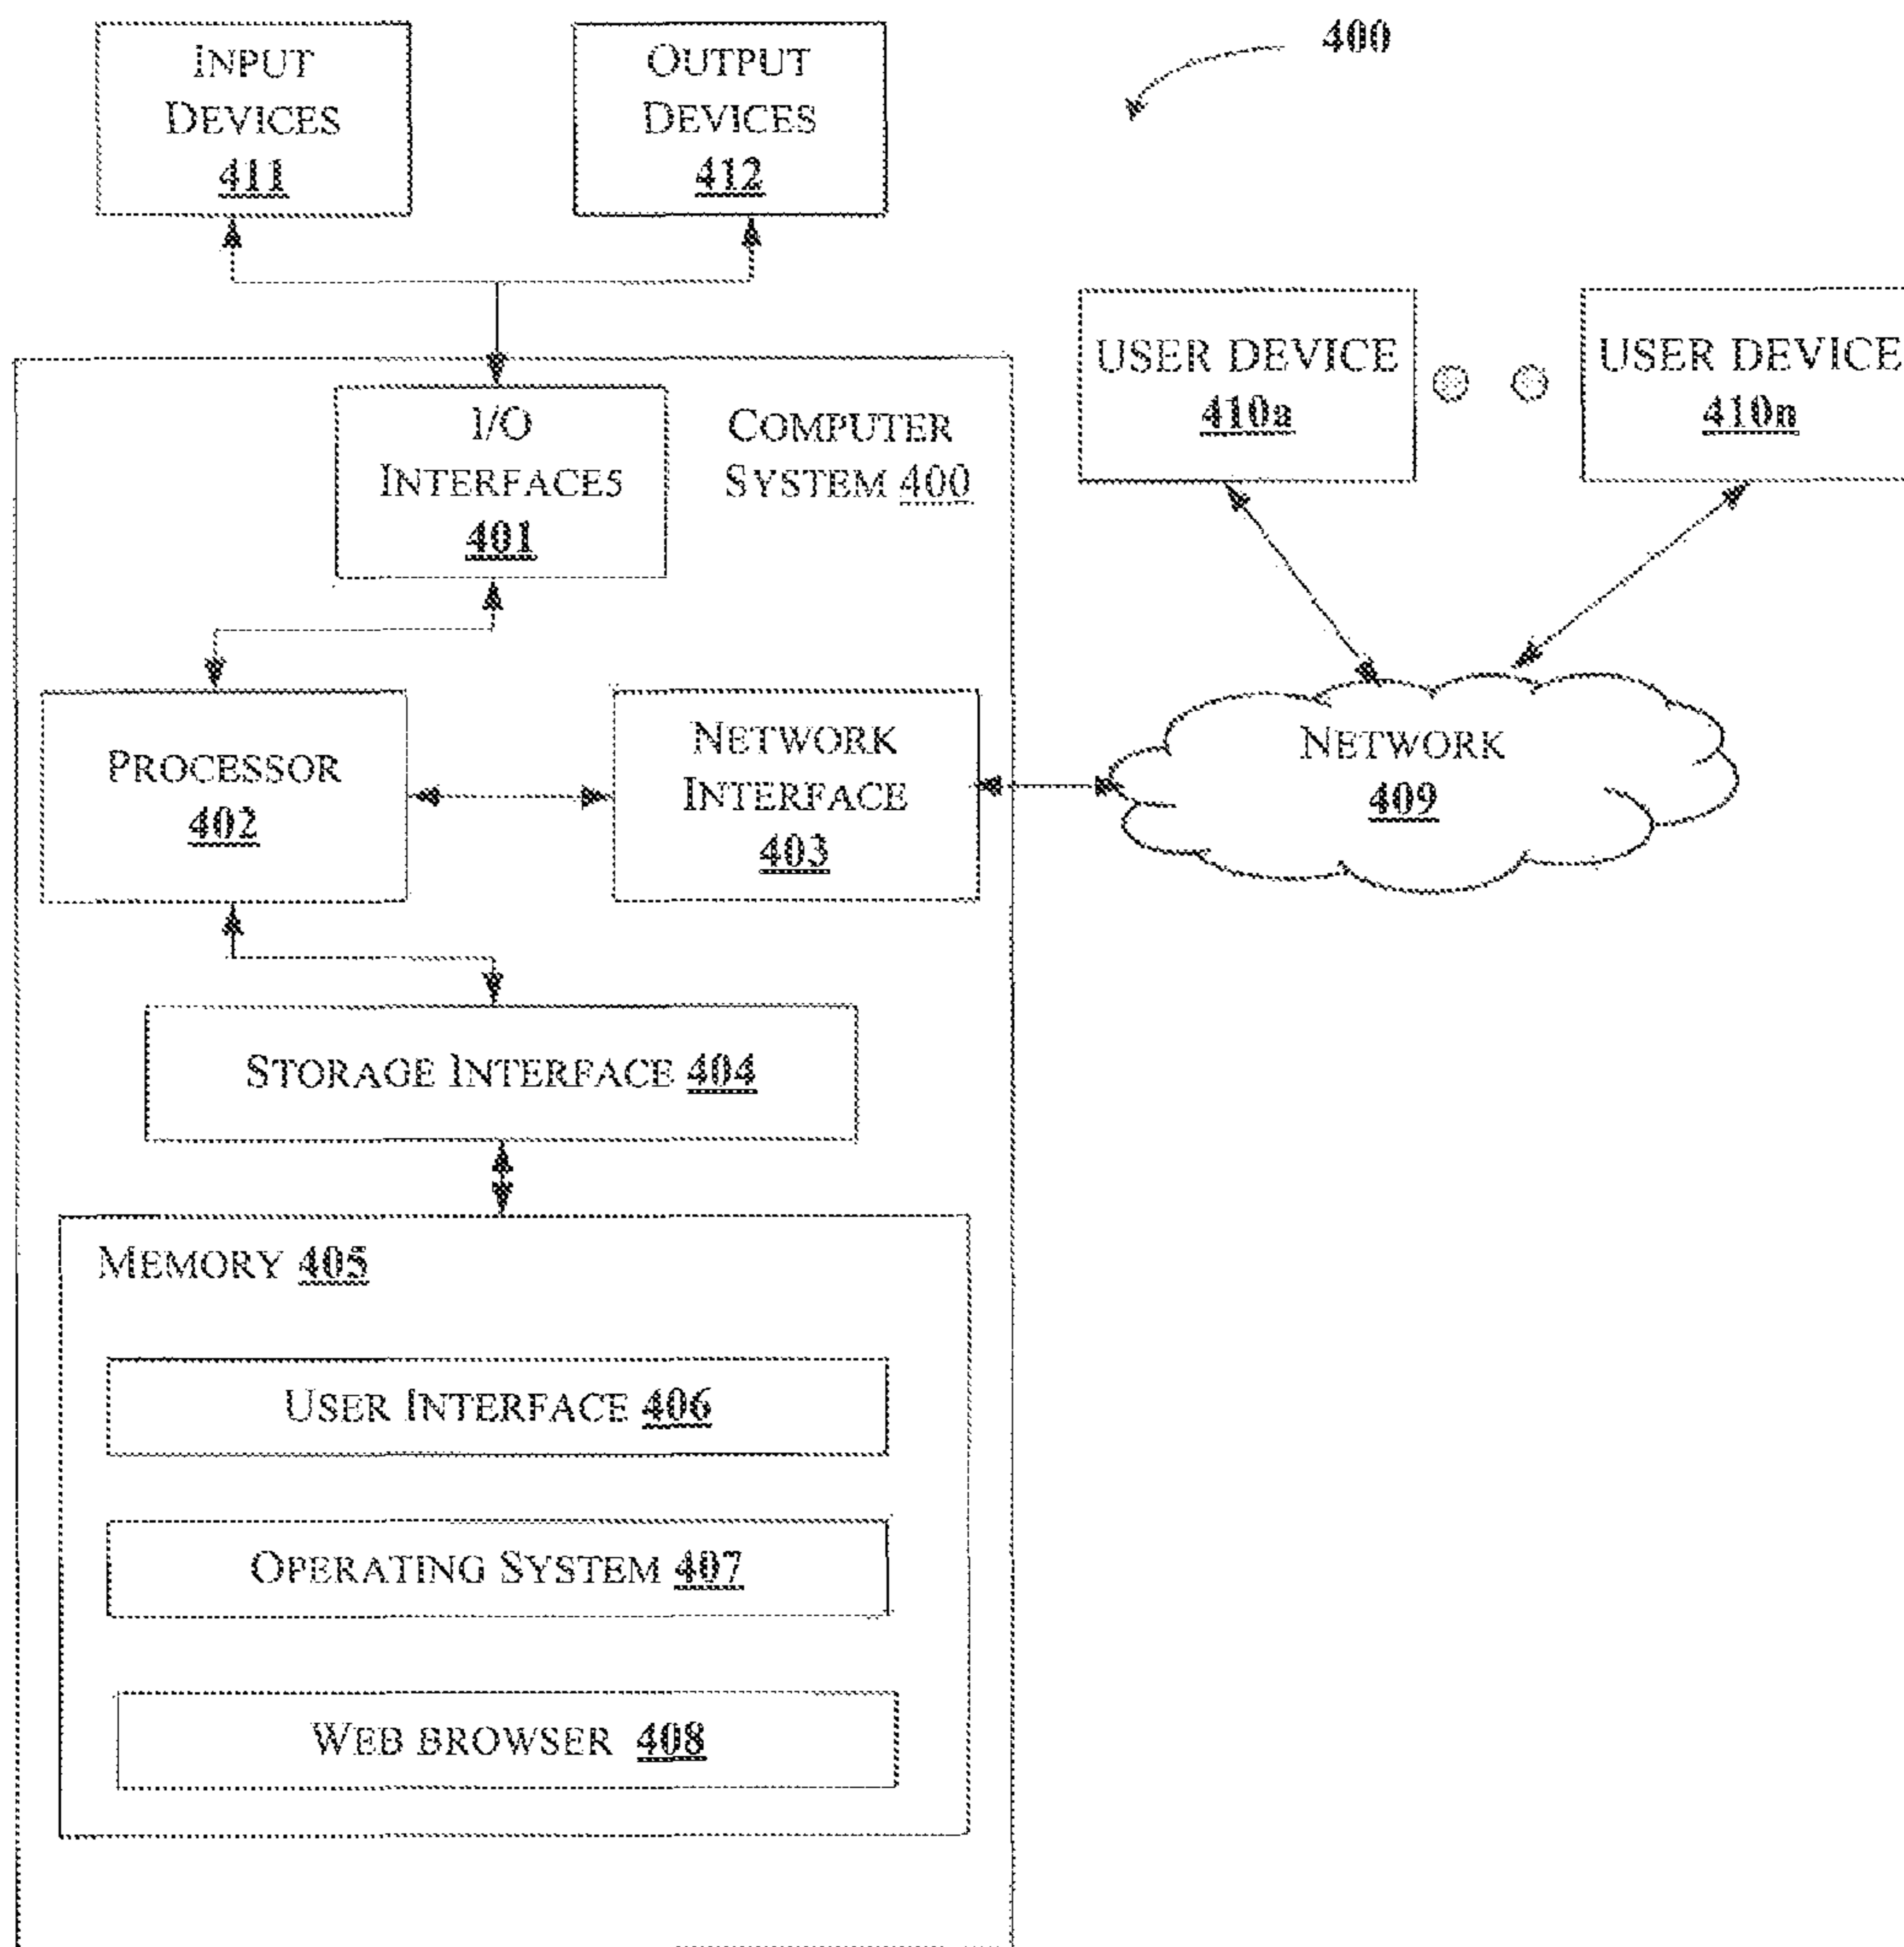 INPUT
DEVICES
411
OUTPUT
DEVICES
412
400
I/O
INTERFACES
401
COMPUTER
SYSTEM 400
USER DEVICE
410a
USER DEVICE
410n
PROCESSOR
402
NETWORK
INTERFACE
403
NETWORK
409
STORAGE INTERFACE 404
MEMORY 405
USER INTERFACE 406
OPERATING SYSTEM 407
WEB BROWSER 408